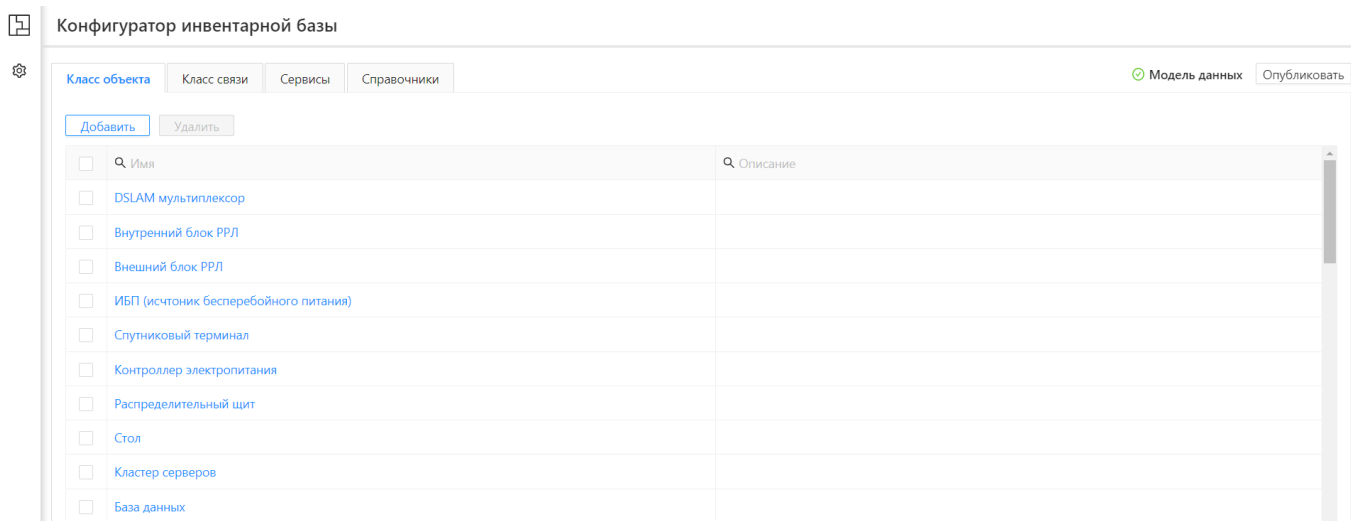 Конфигуратор инвентарной базы
Класс объекта Класс связи Сервисы Справочники Модель данных Опубликовать
Добавить Удалить
Имя Описание
DSLAM мультиплексор
Внутренний блок РРЛ
Внешний блок РРЛ
ИБП (исчтоник бесперебойного питания)
Спутниковый терминал
Контроллер электропитания
Распределительный щит
Стол
Кластер серверов
База данных